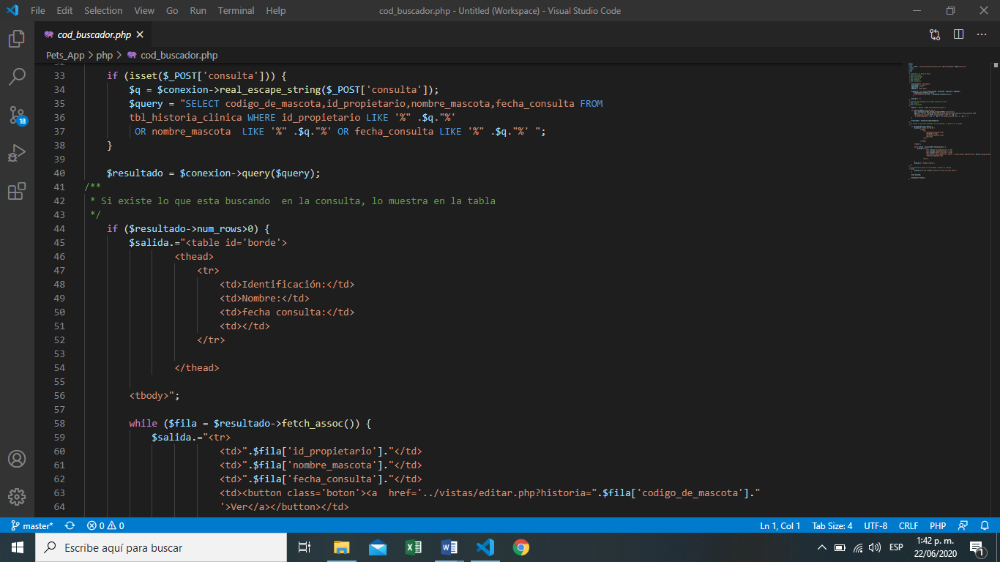 File Edit Selection View Go Run Terminal Help
cod_buscador.php - Untitled (Workspace) - Visual Studio Code
cod_buscador.php
Pets_App > php > cod_buscador.php
32
33 if (isset($_POST['consulta'])) {
34 $q = $conexion->real_escape_string($_POST['consulta']);
35 $query = "SELECT codigo_de_mascota,id_propietario,nombre_mascota,fecha_consulta FROM
36 tbl_historia_clinica WHERE id_propietario LIKE '%" .$q."%'
37 OR nombre_mascota  LIKE '%" .$q."%' OR fecha_consulta LIKE '%" .$q."%' ";
38 }
39
40 $resultado = $conexion->query($query);
41 /**
42 * Si existe lo que esta buscando  en la consulta, lo muestra en la tabla
43 */
44 if ($resultado->num_rows>0) {
45 $salida.="<table id='borde'>
46 <thead>
47 <tr>
48 <td>Identificación:</td>
49 <td>Nombre:</td>
50 <td>fecha consulta:</td>
51 <td></td>
52 </tr>
53
54 </thead>
55
56 <tbody>";
57
58 while ($fila = $resultado->fetch_assoc()) {
59 $salida.="<tr>
60 <td>".$fila['id_propietario']."</td>
61 <td>".$fila['nombre_mascota']."</td>
62 <td>".$fila['fecha_consulta']."</td>
63 <td><button class='boton'><a  href='../vistas/editar.php?historia=".$fila['codigo_de_mascota']."
64 '>Ver</a></button></td>
18
master* 0 0 Ln 1, Col 1 Tab Size: 4 UTF-8 CRLF PHP
Escribe aquí para buscar
ESP
1:42 p. m.
22/06/2020
1